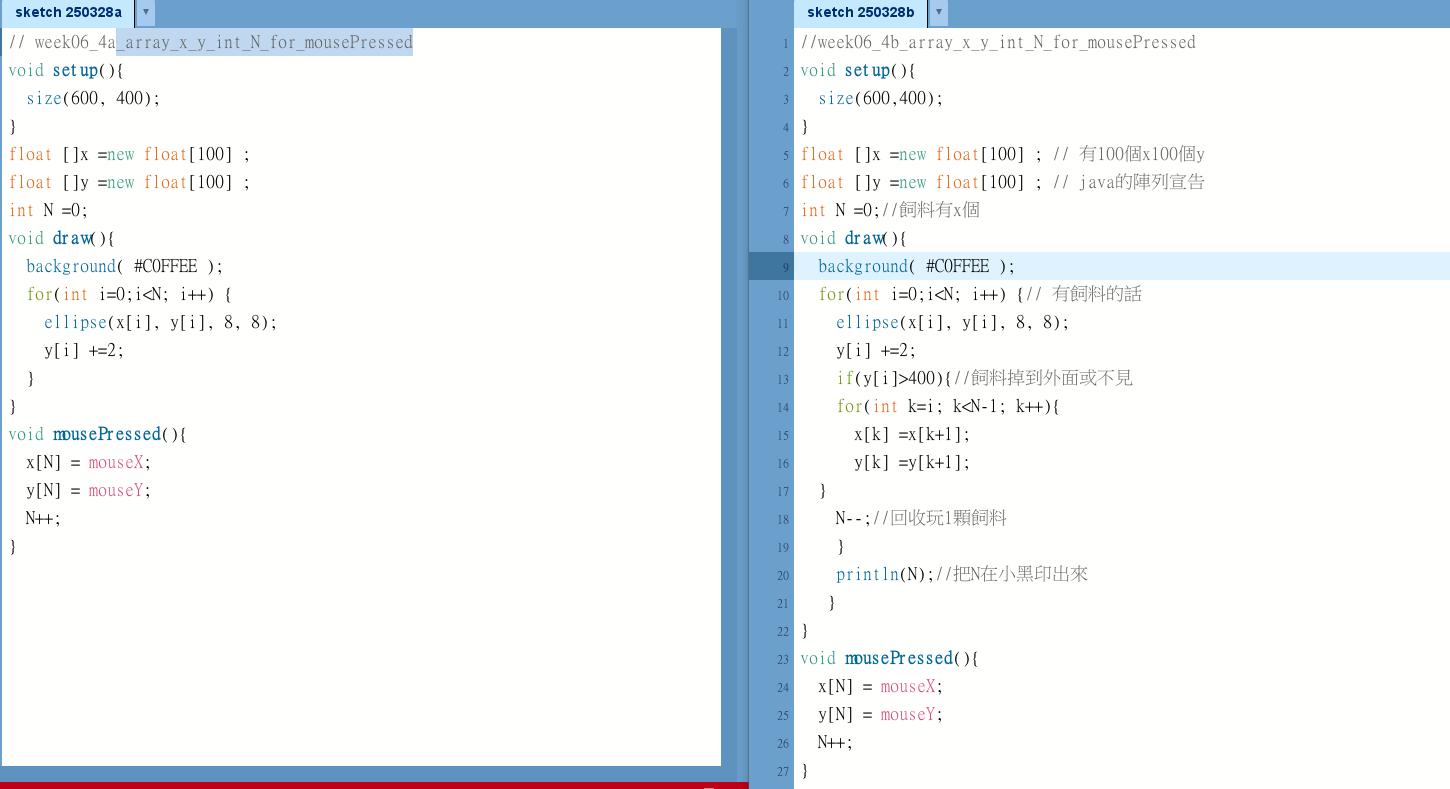 sketch 250328a ▼
// week06_4a_array_x_y_int_N_for_mousePressed
void setup(){
  size(600, 400);
}
float []x =new float[100] ;
float []y =new float[100] ;
int N =0;
void draw(){
  background( #C0FFEE );
  for(int i=0;i<N; i++) {
    ellipse(x[i], y[i], 8, 8);
    y[i] +=2;
  }
}
void mousePressed(){
  x[N] = mouseX;
  y[N] = mouseY;
  N++;
}
sketch 250328b ▼
1 //week06_4b_array_x_y_int_N_for_mousePressed
2 void setup(){
3   size(600,400);
4 }
5 float []x =new float[100] ; // 有100個x100個y
6 float []y =new float[100] ; // java的陣列宣告
7 int N =0;//飼料有x個
8 void draw(){
9   background( #C0FFEE );
10   for(int i=0;i<N; i++) {// 有飼料的話
11     ellipse(x[i], y[i], 8, 8);
12     y[i] +=2;
13     if(y[i]>400){//飼料掉到外面或不見
14     for(int k=i; k<N-1; k++){
15       x[k] =x[k+1];
16       y[k] =y[k+1];
17   }
18     N--;//回收玩1顆飼料
19     }
20     println(N);//把N在小黑印出來
21    }
22 }
23 void mousePressed(){
24   x[N] = mouseX;
25   y[N] = mouseY;
26   N++;
27 }